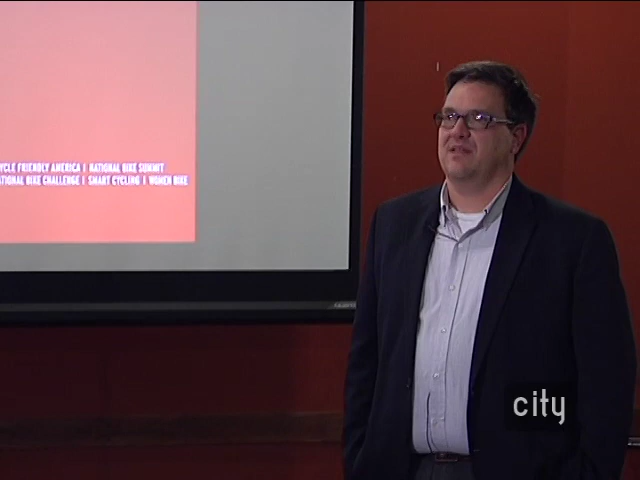 YCLE FRIENDLY AMERICA | NATIONAL BIKE SUMMIT
ATIONAL BIKE CHALLENGE | SMART CYCLING | WOMEN BIKE
city